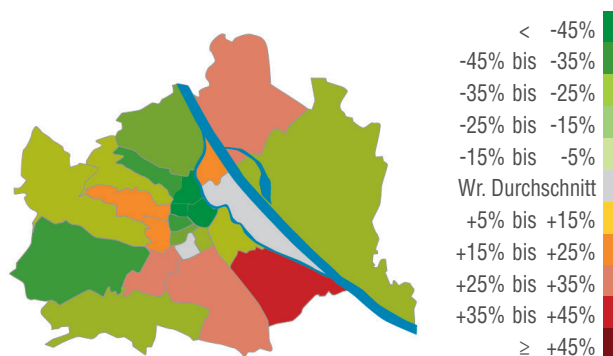 < -45%
-45% bis -35%
-35% bis -25%
-25% bis -15%
-15% bis -5%
Wr. Durchschnitt
+5% bis +15%
+15% bis +25%
+25% bis +35%
+35% bis +45%
≥ +45%